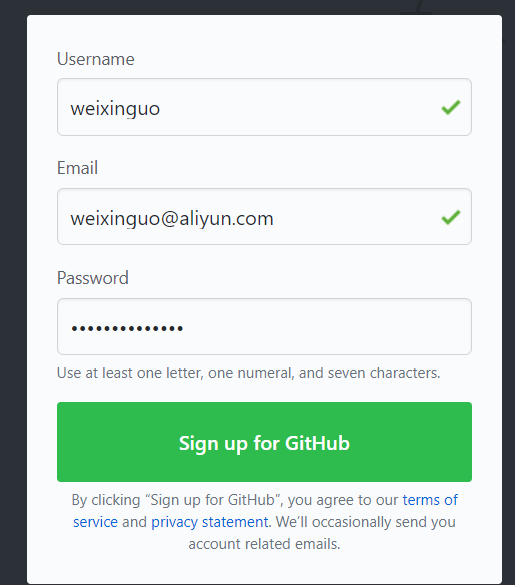 Username
weixinguo
Email
weixinguo@aliyun.com
Password
••••••••••••••
Use at least one letter, one numeral, and seven characters.
Sign up for GitHub
By clicking “Sign up for GitHub”, you agree to our terms of
service and privacy statement. We’ll occasionally send you
account related emails.